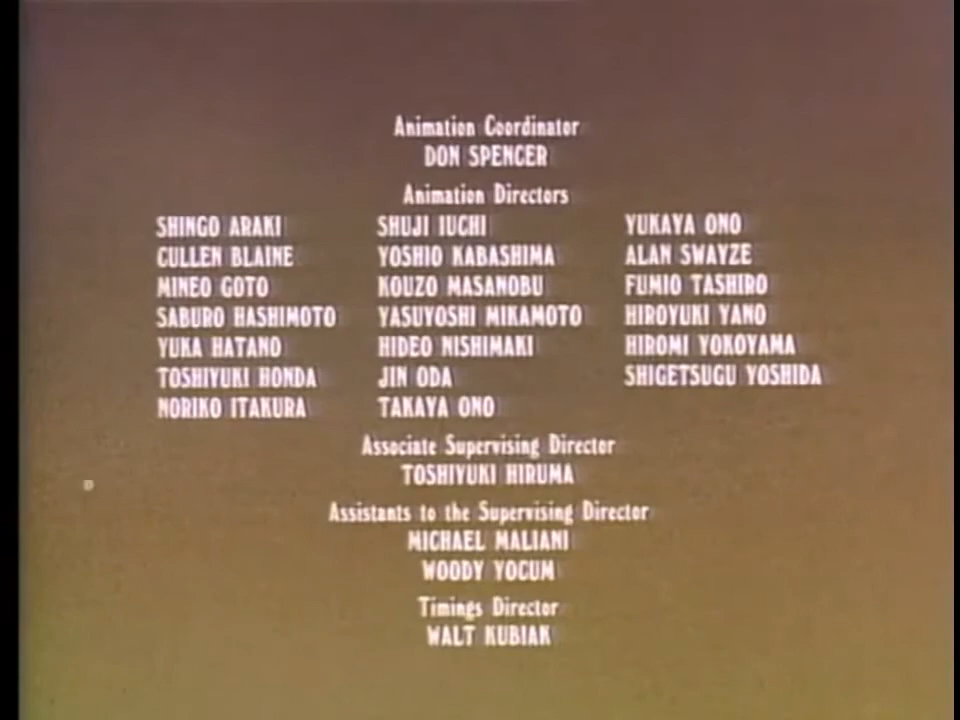 Animation Coordinator
DON SPENCER
Animation Directors
SHINGO ARAKI SHUJI IUCHI YUKAYA ONO
CULLEN BLAINE YOSHIO KABASHIMA ALAN SWAYZE
MINEO GOTO KOUZO MASANOBU FUMIO TASHIRO
SABURO HASHIMOTO YASUYOSHI MIKAMOTO HIROYUKI YANO
YUKA HATANO HIDEO NISHIMAKI HIROMI YOKOYAMA
TOSHIYUKI HONDA JIN ODA SHIGETSUGU YOSHIDA
NORIKO ITAKURA TAKAYA ONO
Associate Supervising Director
TOSHIYUKI HIRUMA
Assistants to the Supervising Director
MICHAEL MALIANI
WOODY YOCUM
Timings Director
WALT KUBIAK